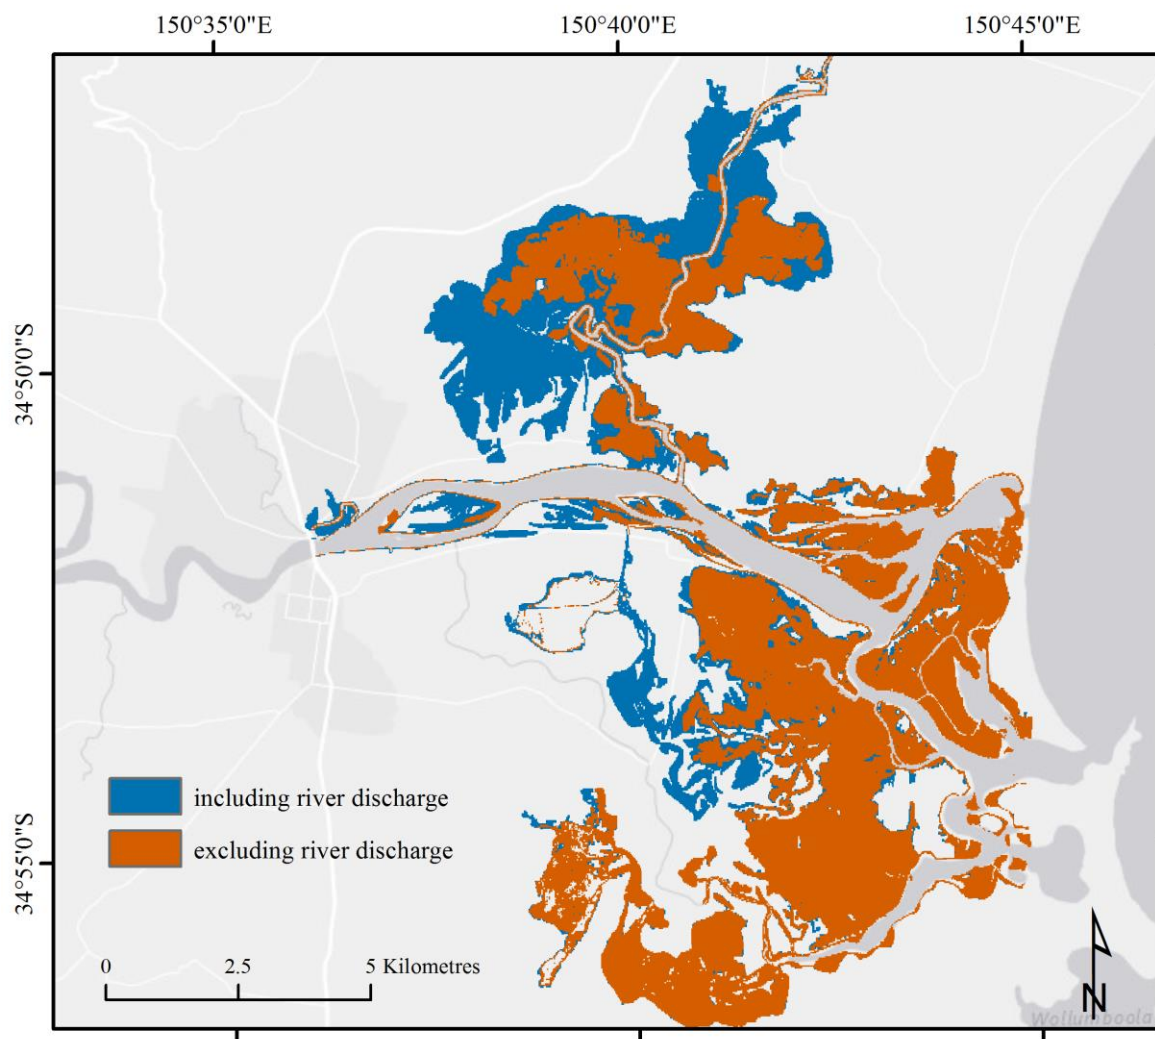 150°35'0"E 150°40'0"E 150°45'0"E
34°50'0"S
including river discharge
excluding river discharge
34°55'0"S
0 2.5 5 Kilometres
N
Wollumboola